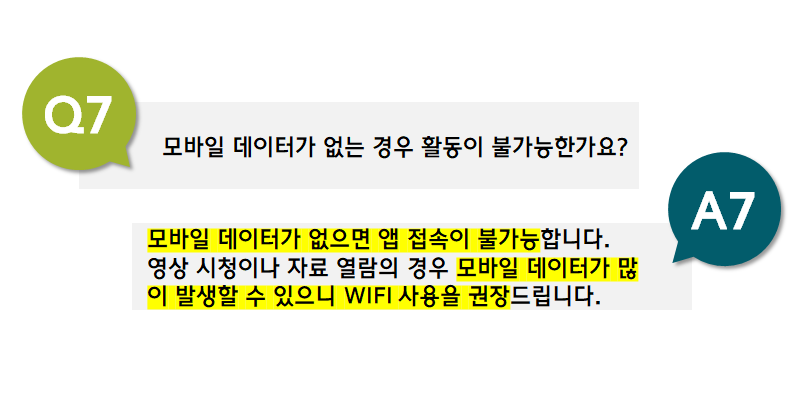 Q7
모바일 데이터가 없는 경우 활동이 불가능한가요?
A7
모바일 데이터가 없으면 앱 접속이 불가능합니다.
영상 시청이나 자료 열람의 경우 모바일 데이터가 많
이 발생할 수 있으니 WIFI 사용을 권장드립니다.